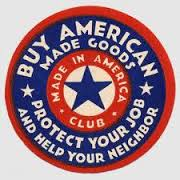 BUY AMERICAN
MADE GOODS
MADE IN AMERICA
CLUB
PROTECT YOUR JOB
AND HELP YOUR NEIGHBOR